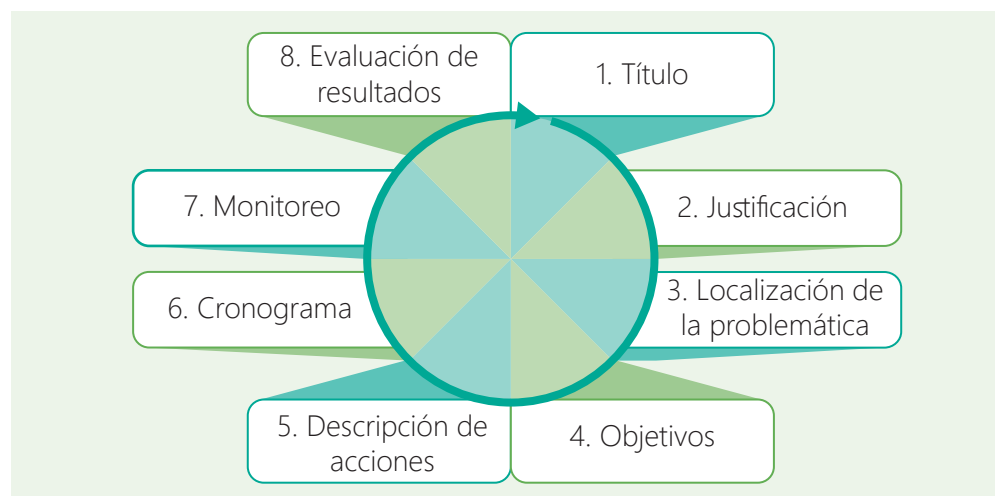 1. Título
2. Justificación
3. Localización de
la problemática
4. Objetivos
5. Descripción de
acciones
6. Cronograma
7. Monitoreo
8. Evaluación de
resultados